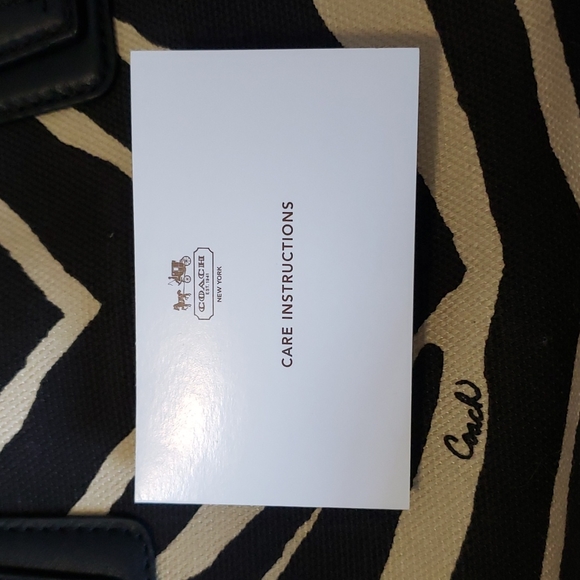 COACH
EST. 1941
NEW YORK
CARE INSTRUCTIONS
Coach